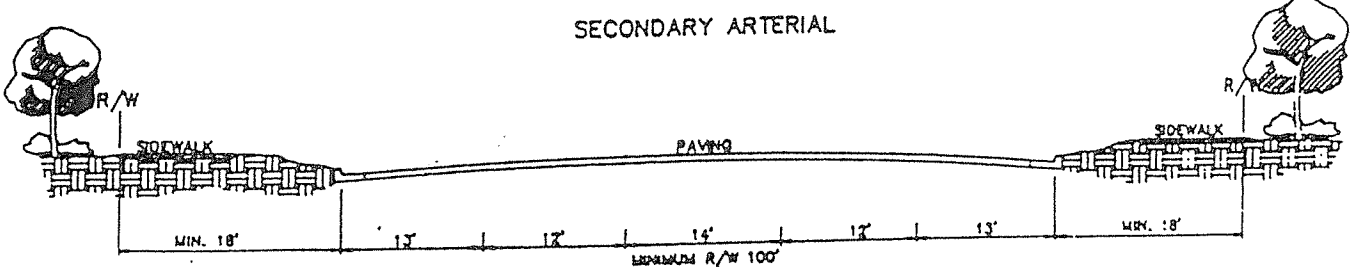 SECONDARY ARTERIAL
R/W
R/W
SIDEWALK
PAVING
SIDEWALK
MIN. 18'
13'
12'
14'
12'
13'
MIN. 18'
MINIMUM R/W 100'